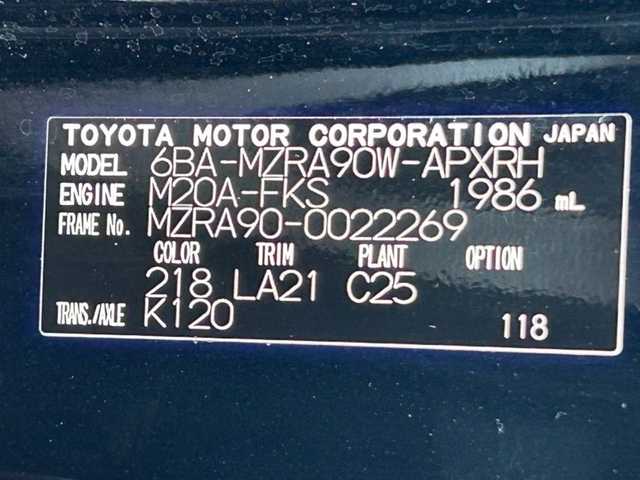 TOYOTA MOTOR CORPORATION JAPAN
MODEL 6BA-MZRA90W-APXRH
ENGINE M20A-FKS 1986 mL
FRAME No. MZRA90-0022269
COLOR TRIM PLANT OPTION
218 LA21 C25
TRANS./AXLE K120 118